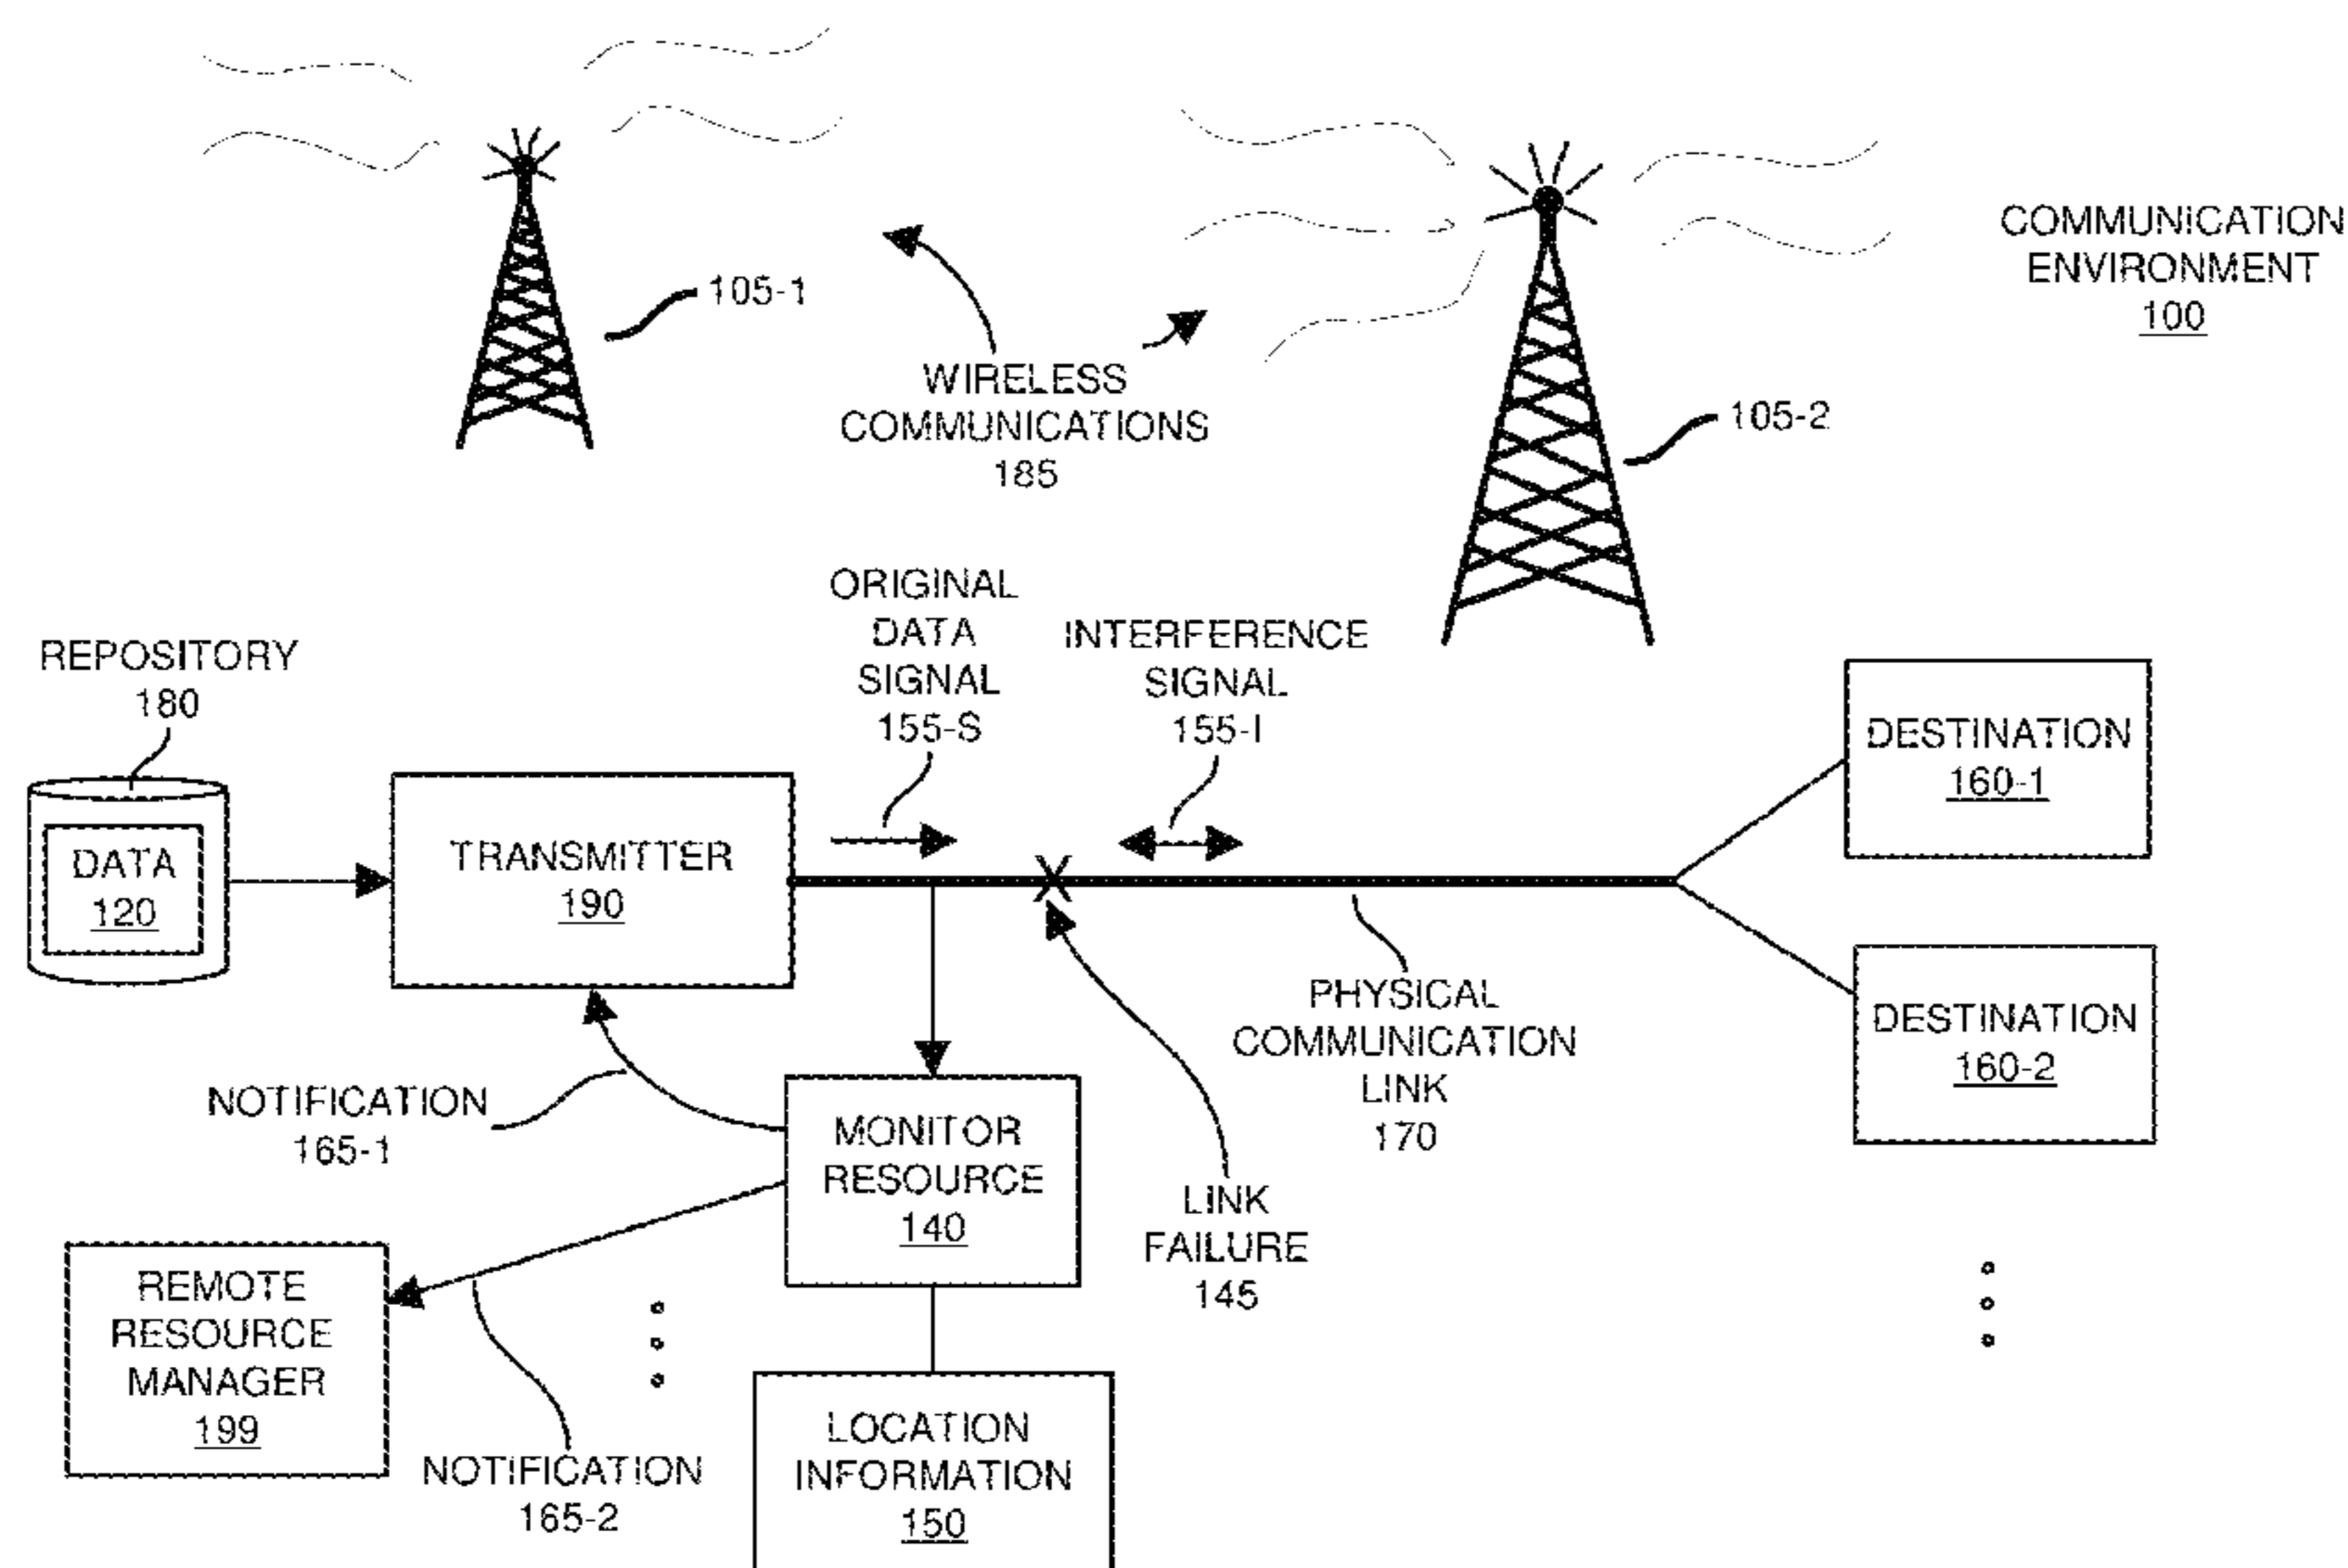 COMMUNICATION
ENVIRONMENT
100
105-1
WIRELESS
COMMUNICATIONS
185
105-2
ORIGINAL
DATA
SIGNAL
155-S
INTERFERENCE
SIGNAL
155-I
REPOSITORY
180
DATA
120
TRANSMITTER
190
DESTINATION
160-1
DESTINATION
160-2
PHYSICAL
COMMUNICATION
LINK
170
NOTIFICATION
165-1
MONITOR
RESOURCE
140
LINK
FAILURE
145
REMOTE
RESOURCE
MANAGER
199
NOTIFICATION
165-2
LOCATION
INFORMATION
150